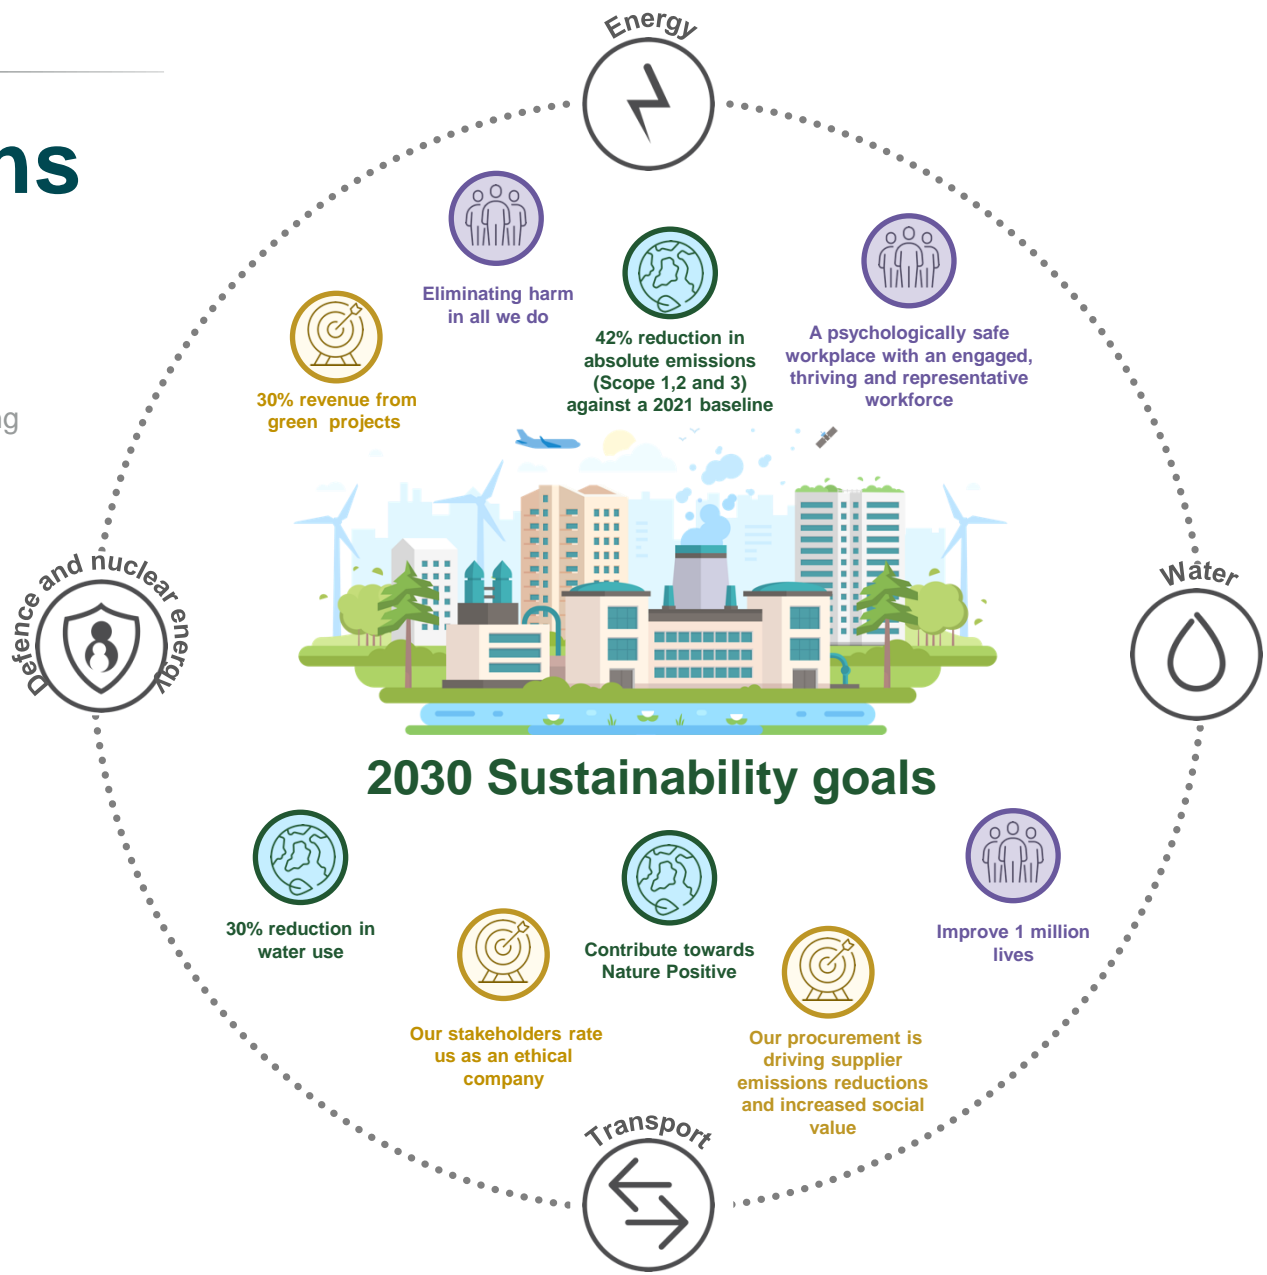 Energy
ns
Eliminating harm
in all we do
42% reduction in
absolute emissions
(Scope 1,2 and 3)
against a 2021 baseline
A psychologically safe
workplace with an engaged,
thriving and representative
workforce
30% revenue from
green projects
g
Defence and nuclear energy
Water
2030 Sustainability goals
30% reduction in
water use
Our stakeholders rate
us as an ethical
company
Contribute towards
Nature Positive
Our procurement is
driving supplier
emissions reductions
and increased social
value
Improve 1 million
lives
Transport